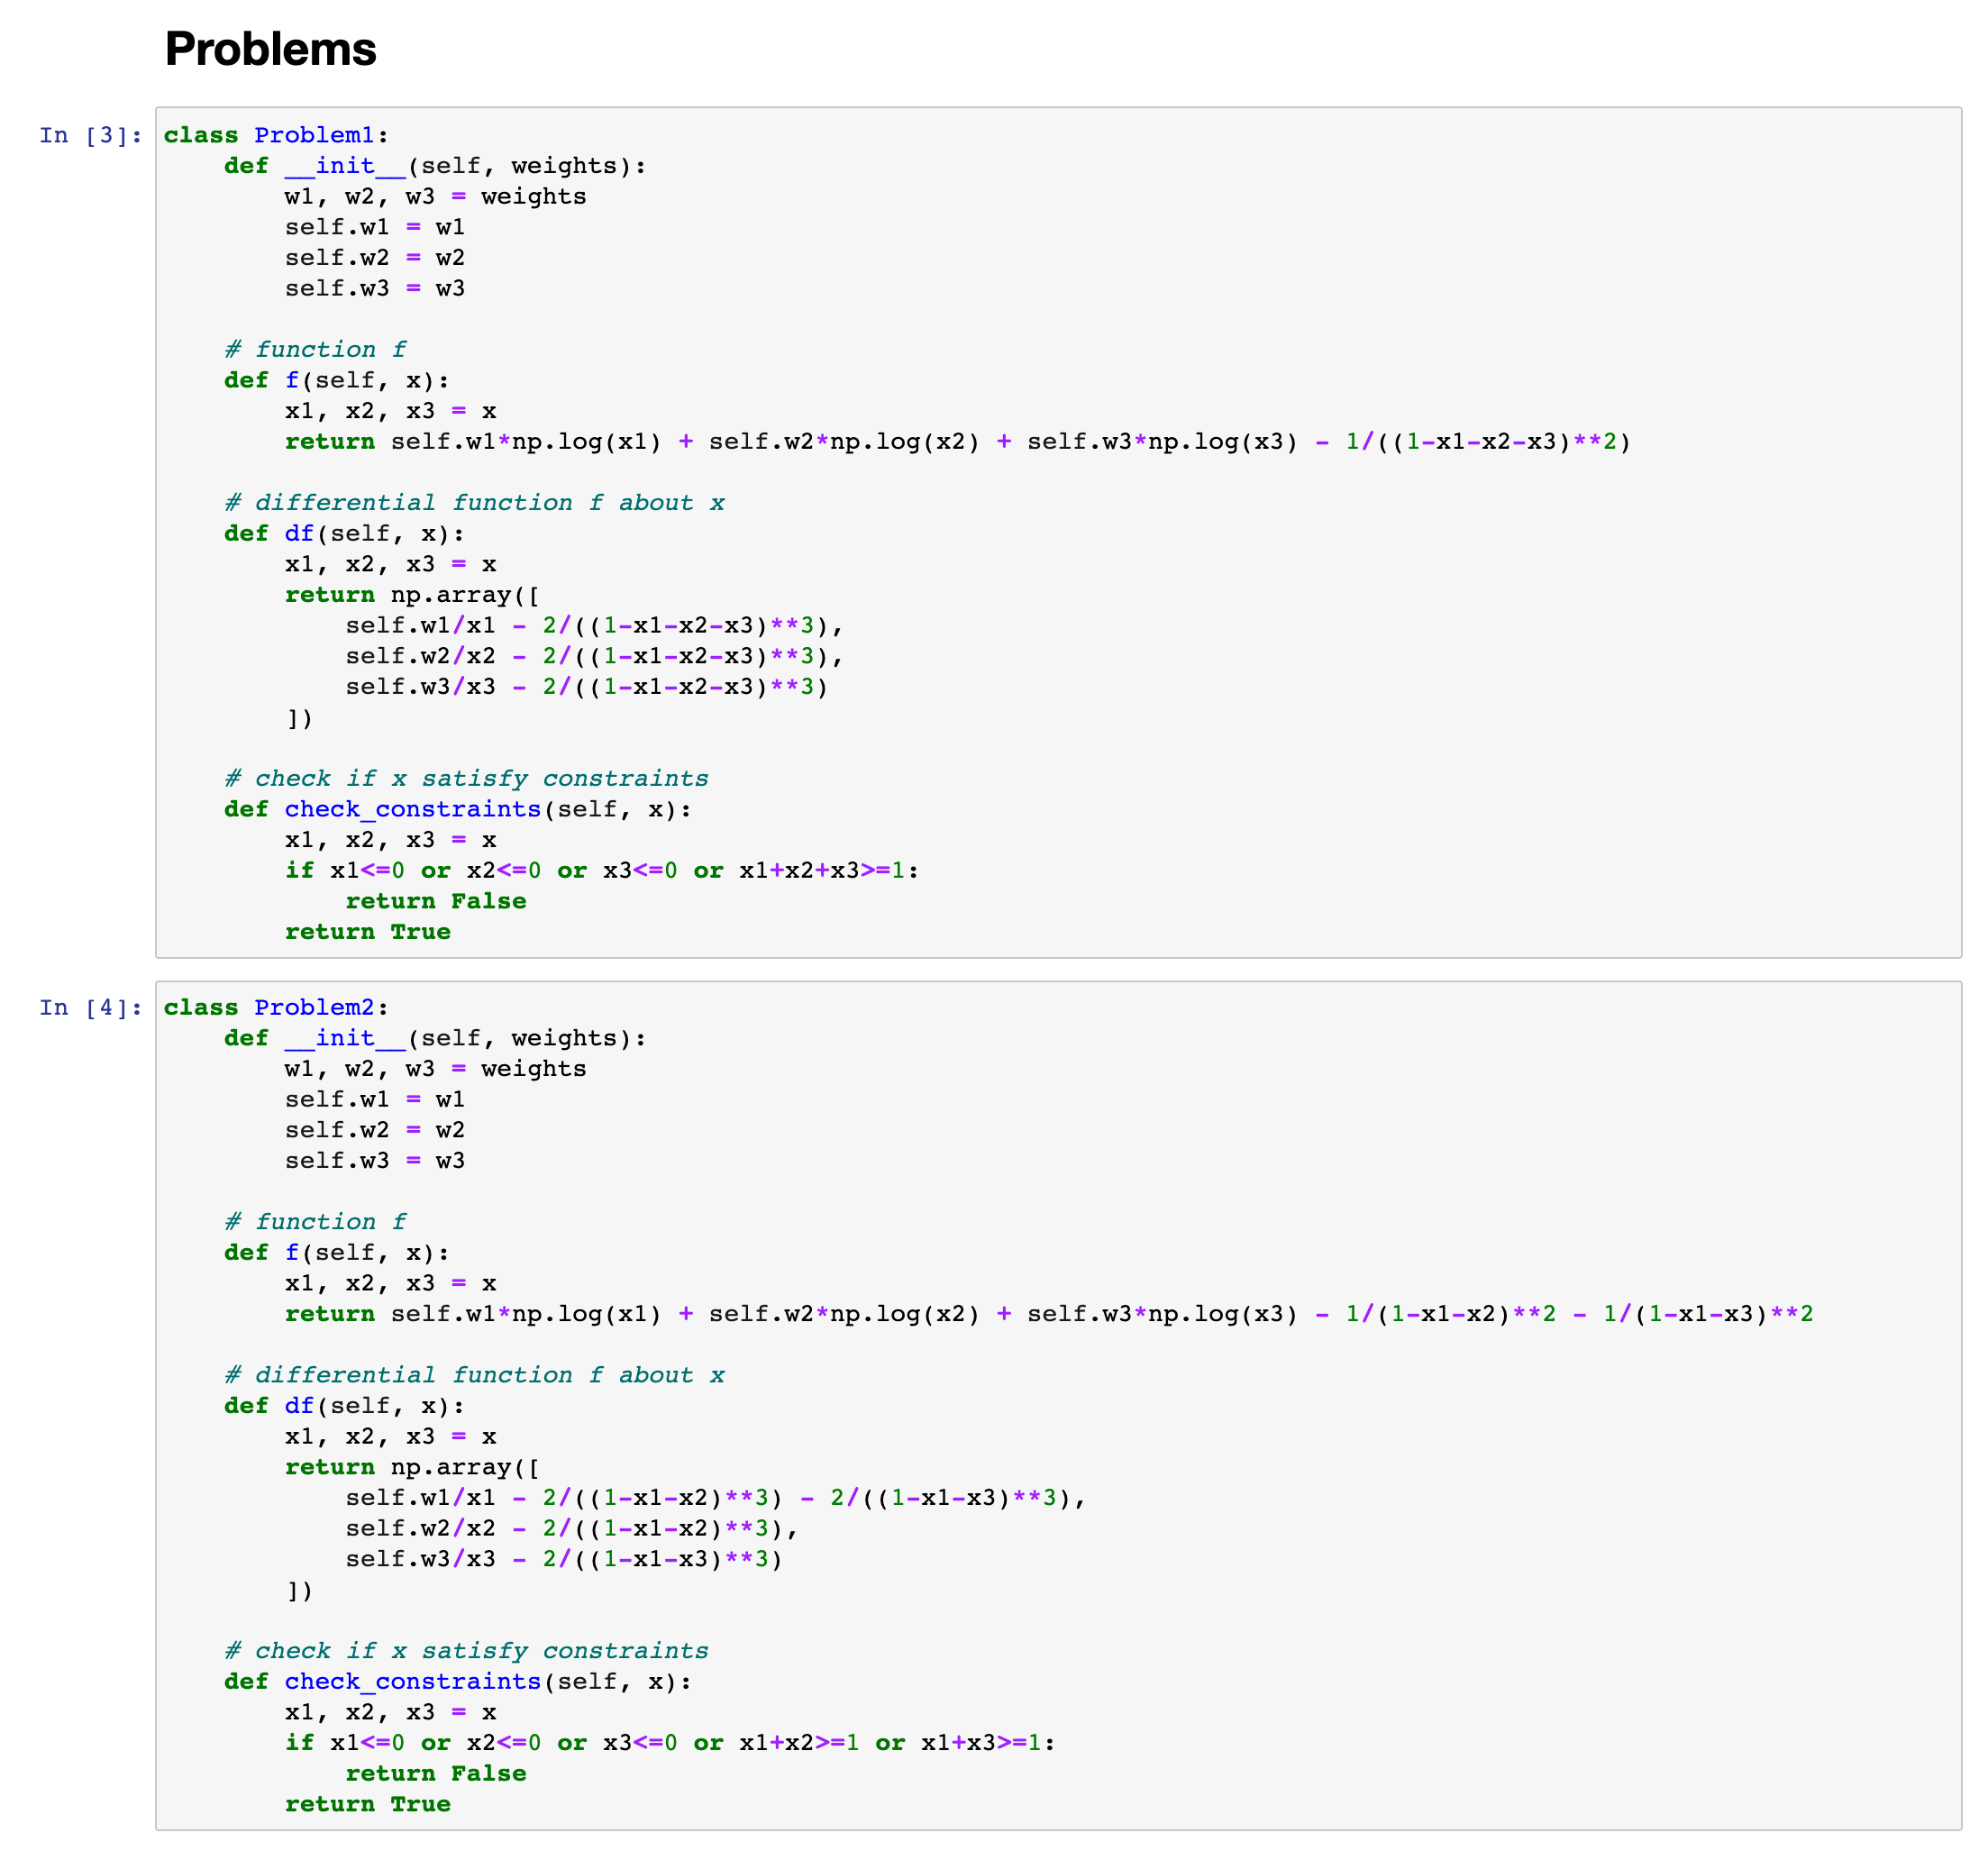 Problems
In [3]:
class Problem1:
    def __init__(self, weights):
        w1, w2, w3 = weights
        self.w1 = w1
        self.w2 = w2
        self.w3 = w3

    # function f
    def f(self, x):
        x1, x2, x3 = x
        return self.w1*np.log(x1) + self.w2*np.log(x2) + self.w3*np.log(x3) - 1/((1-x1-x2-x3)**2)

    # differential function f about x
    def df(self, x):
        x1, x2, x3 = x
        return np.array([
            self.w1/x1 - 2/((1-x1-x2-x3)**3),
            self.w2/x2 - 2/((1-x1-x2-x3)**3),
            self.w3/x3 - 2/((1-x1-x2-x3)**3)
        ])

    # check if x satisfy constraints
    def check_constraints(self, x):
        x1, x2, x3 = x
        if x1<=0 or x2<=0 or x3<=0 or x1+x2+x3>=1:
            return False
        return True
In [4]:
class Problem2:
    def __init__(self, weights):
        w1, w2, w3 = weights
        self.w1 = w1
        self.w2 = w2
        self.w3 = w3

    # function f
    def f(self, x):
        x1, x2, x3 = x
        return self.w1*np.log(x1) + self.w2*np.log(x2) + self.w3*np.log(x3) - 1/(1-x1-x2)**2 - 1/(1-x1-x3)**2

    # differential function f about x
    def df(self, x):
        x1, x2, x3 = x
        return np.array([
            self.w1/x1 - 2/((1-x1-x2)**3) - 2/((1-x1-x3)**3),
            self.w2/x2 - 2/((1-x1-x2)**3),
            self.w3/x3 - 2/((1-x1-x3)**3)
        ])

    # check if x satisfy constraints
    def check_constraints(self, x):
        x1, x2, x3 = x
        if x1<=0 or x2<=0 or x3<=0 or x1+x2>=1 or x1+x3>=1:
            return False
        return True